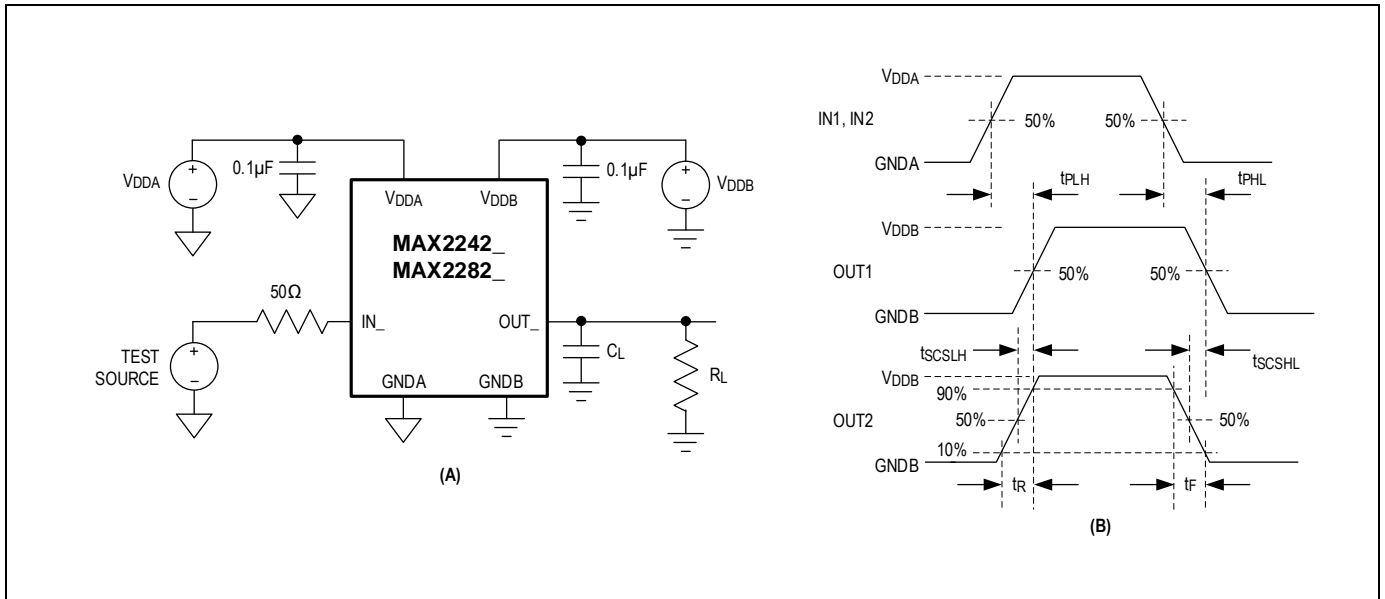 VDDA
0.1µF
VDDA
VDDB
0.1µF
VDDB
MAX2242_
MAX2282_
50Ω
TEST
SOURCE
IN_
OUT_
CL
RL
GNDA
GNDB
(A)
VDDA
IN1, IN2
50%
50%
GNDA
tPLH
tPHL
VDDB
OUT1
50%
50%
GNDB
tSCSLH
tSCSHL
VDDB
90%
OUT2
50%
50%
10%
GNDB
tR
tF
(B)